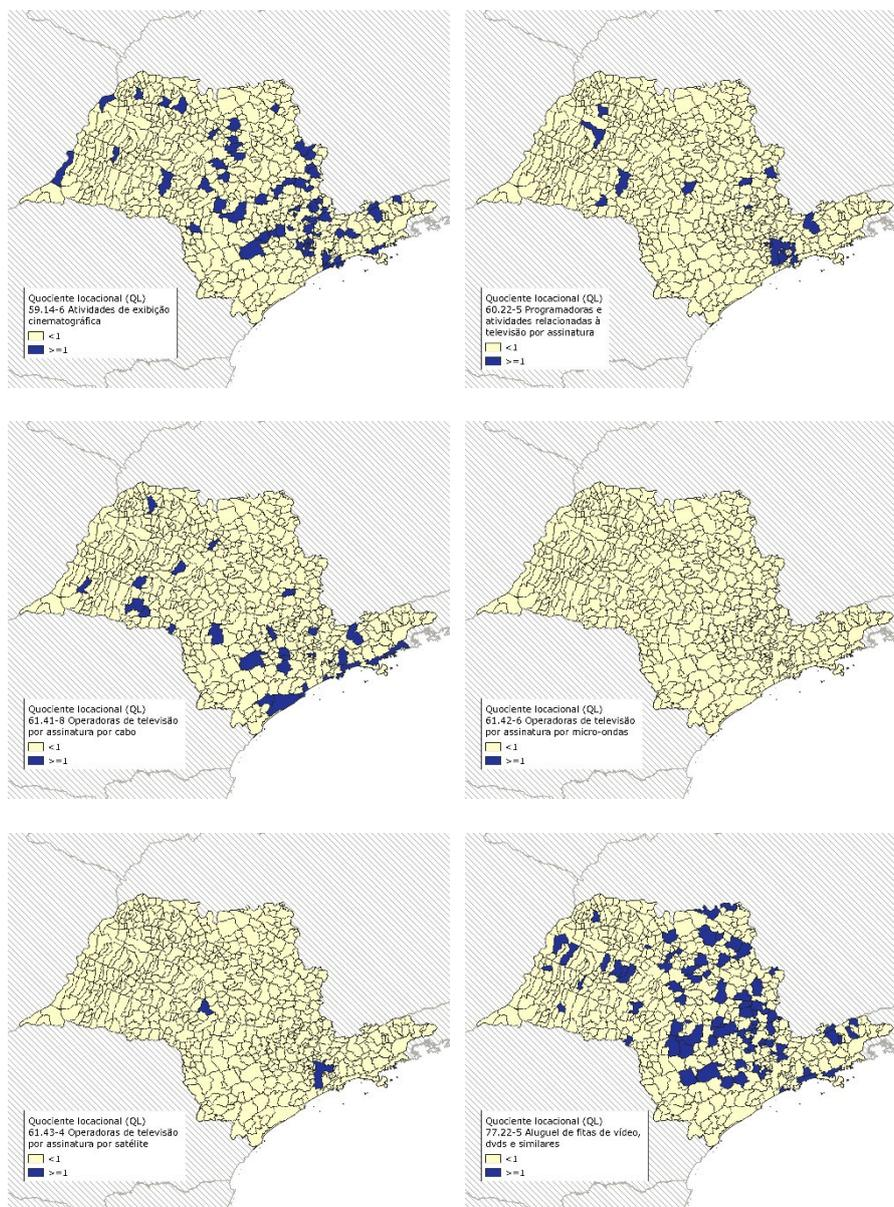 Quociente locacional (QL)
59.14-6 Atividades de exibição
cinematográfica
<1
>=1
Quociente locacional (QL)
60.22-5 Programadoras e
atividades relacionadas à
televisão por assinatura
<1
>=1
Quociente locacional (QL)
61.41-8 Operadoras de televisão
por assinatura por cabo
<1
>=1
Quociente locacional (QL)
61.42-6 Operadoras de televisão
por assinatura por micro-ondas
<1
>=1
Quociente locacional (QL)
61.43-4 Operadoras de televisão
por assinatura por satélite
<1
>=1
Quociente locacional (QL)
77.22-5 Aluguel de fitas de vídeo,
dvds e similares
<1
>=1